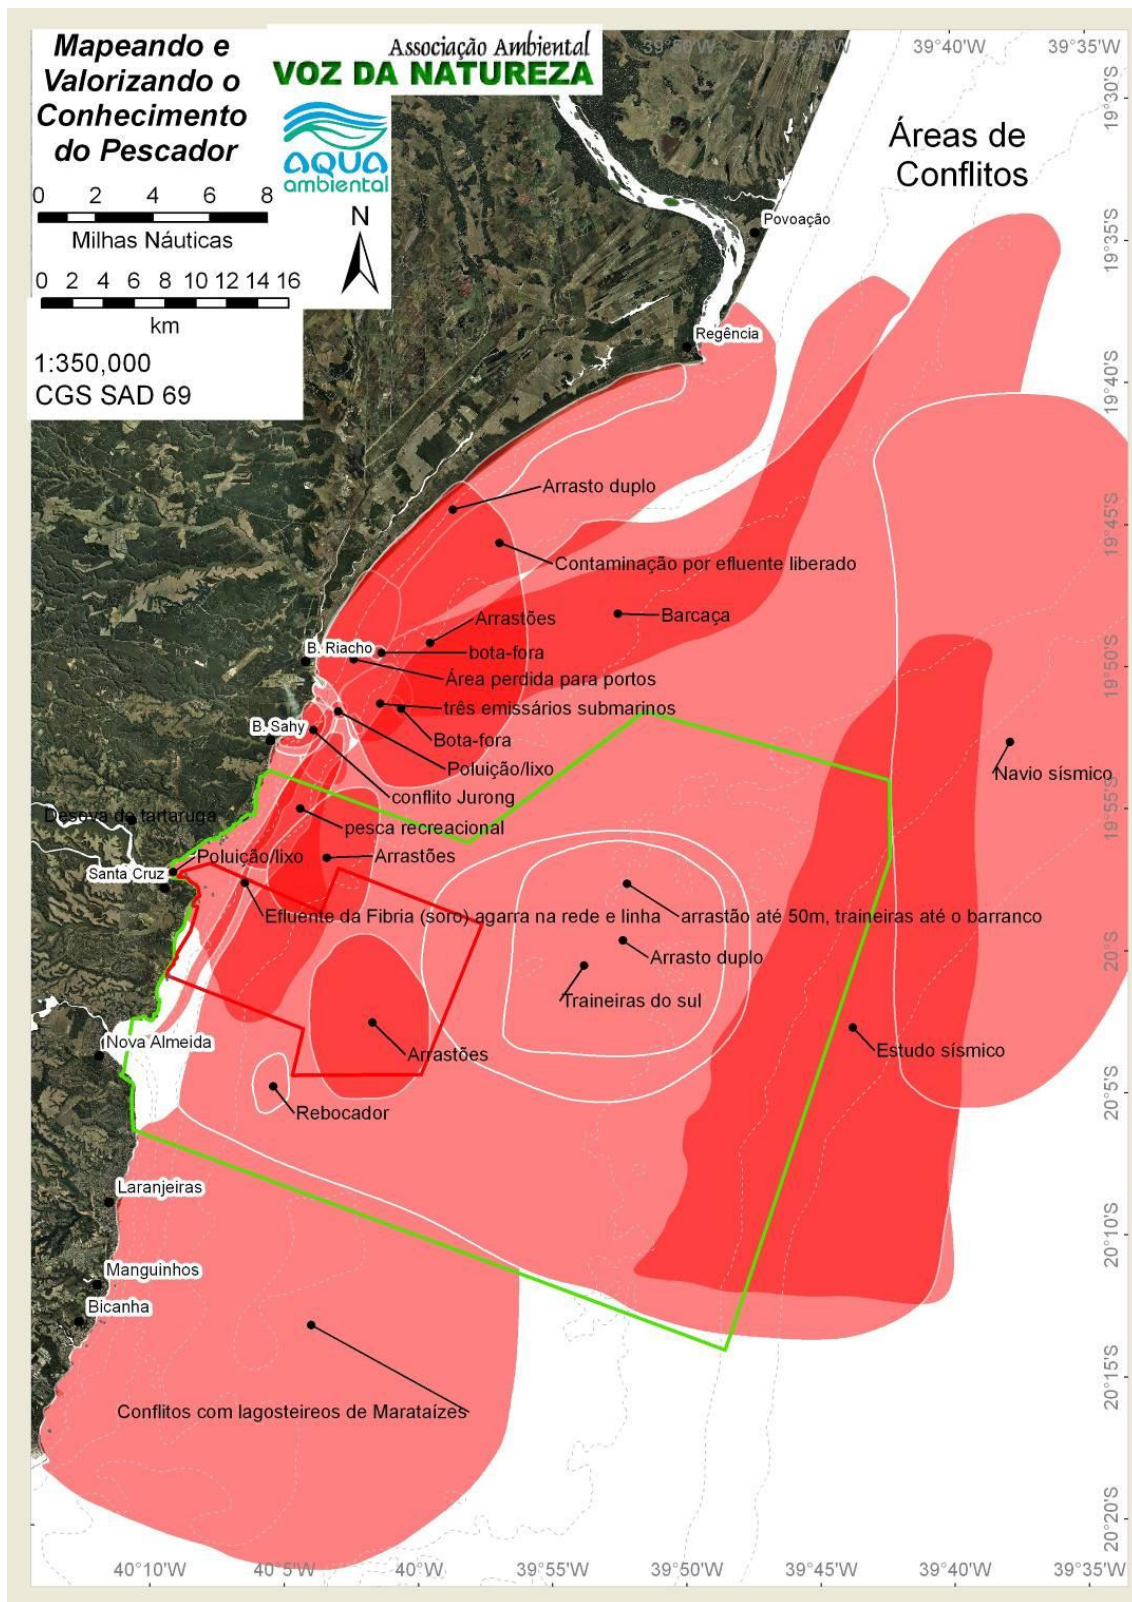 Mapeando e
Valorizando o
Conhecimento
do Pescador
Associação Ambiental
VOZ DA NATUREZA
AQUA
ambiental
0 2 4 6 8
Milhas Náuticas
0 2 4 6 8 10 12 14 16
km
1:350,000
CGS SAD 69
N
39°50'W 39°45'W 39°40'W 39°35'W
Áreas de
Conflitos
19°30'S
19°35'S
19°40'S
19°45'S
19°50'S
19°55'S
20°S
20°5'S
20°10'S
20°15'S
20°20'S
Povoação
Regência
Arrasto duplo
Contaminação por efluente liberado
Arrastões
Barcaça
B. Riacho
bota-fora
Área perdida para portos
três emissários submarinos
B. Sahy
Bota-fora
Poluição/lixo
Navio sísmico
conflito Jurong
Desova de tartaruga
pesca recreacional
Poluição/lixo
Arrastões
Santa Cruz
Efluente da Fibria (soro) agarra na rede e linha
arrastão até 50m, traineiras até o barranco
Arrasto duplo
Traineiras do sul
Nova Almeida
Arrastões
Estudo sísmico
Rebocador
Laranjeiras
Manguinhos
Bicanha
Conflitos com lagosteireos de Marataízes
40°10'W 40°5'W 40°W 39°55'W 39°50'W 39°45'W 39°40'W 39°35'W